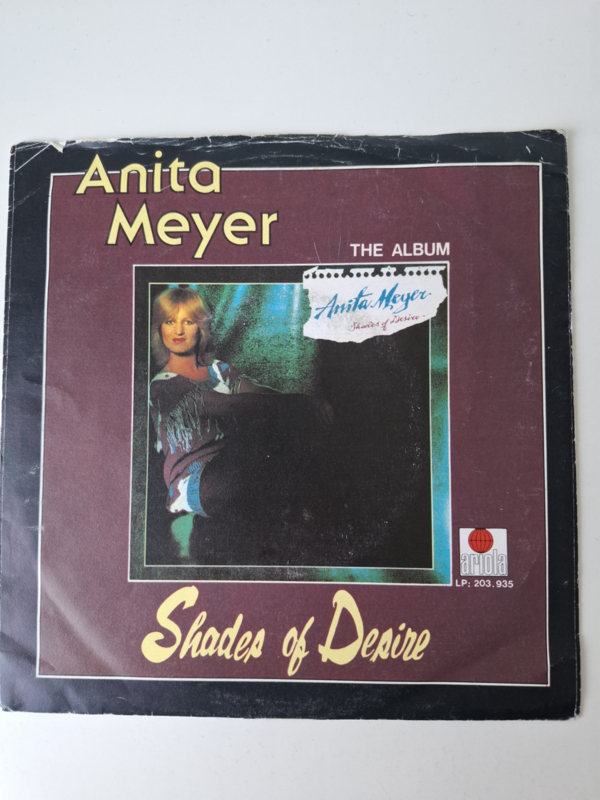 Anita
Meyer
THE ALBUM
Anita Meyer
Shades of Desire
ariola
LP: 203.935
Shades of Desire